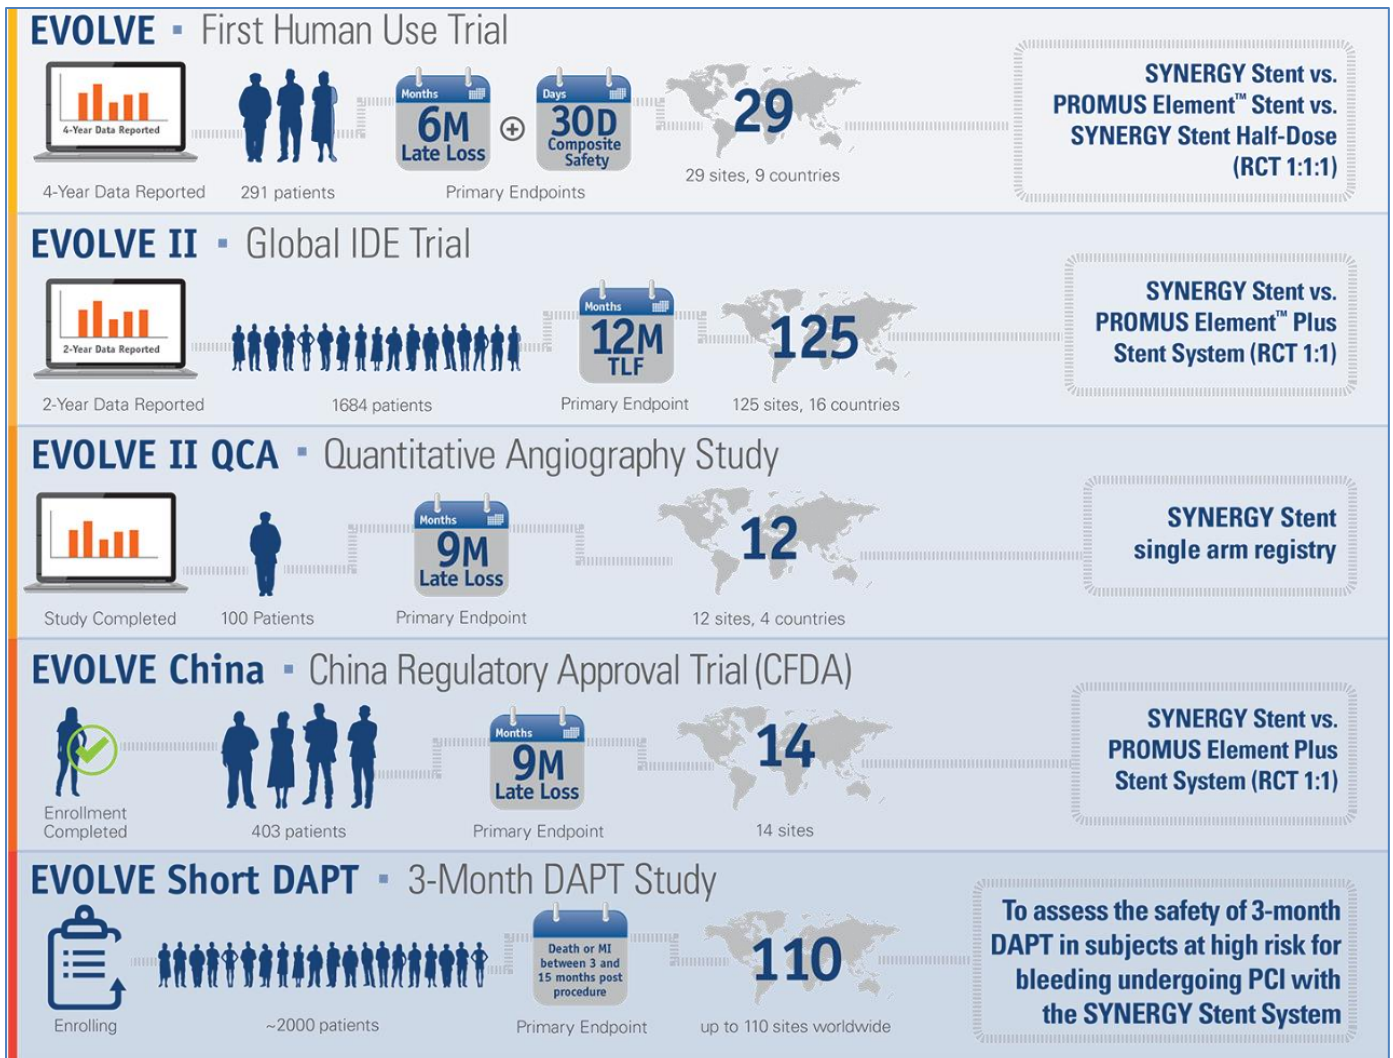 EVOLVE ▪ First Human Use Trial
4-Year Data Reported
4-Year Data Reported
291 patients
Months
6M
Late Loss
Days
30D
Composite
Safety
Primary Endpoints
29
29 sites, 9 countries
SYNERGY Stent vs.
PROMUS Element™ Stent vs.
SYNERGY Stent Half-Dose
(RCT 1:1:1)
EVOLVE II ▪ Global IDE Trial
2-Year Data Reported
2-Year Data Reported
1684 patients
Months
12M
TLF
Primary Endpoint
125
125 sites, 16 countries
SYNERGY Stent vs.
PROMUS Element™ Plus
Stent System (RCT 1:1)
EVOLVE II QCA ▪ Quantitative Angiography Study
Study Completed
100 Patients
Months
9M
Late Loss
Primary Endpoint
12
12 sites, 4 countries
SYNERGY Stent
single arm registry
EVOLVE China ▪ China Regulatory Approval Trial (CFDA)
Enrollment
Completed
403 patients
Months
9M
Late Loss
Primary Endpoint
14
14 sites
SYNERGY Stent vs.
PROMUS Element Plus
Stent System (RCT 1:1)
EVOLVE Short DAPT ▪ 3-Month DAPT Study
Enrolling
~2000 patients
Death or MI
between 3 and
15 months post
procedure
Primary Endpoint
110
up to 110 sites worldwide
To assess the safety of 3-month
DAPT in subjects at high risk for
bleeding undergoing PCI with
the SYNERGY Stent System